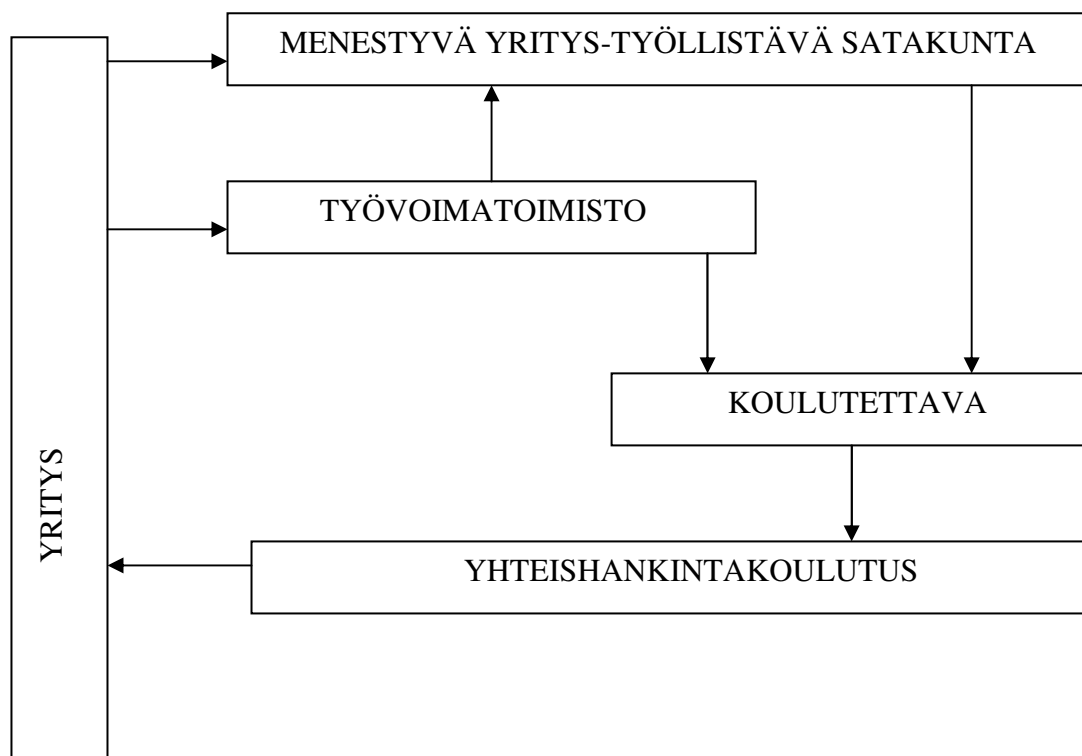 MENESTYVÄ YRITYS-TYÖLLISTÄVÄ SATAKUNTA
TYÖVOIMATOIMISTO
KOULUTETTAVA
YRITYS
YHTEISHANKINTAKOULUTUS